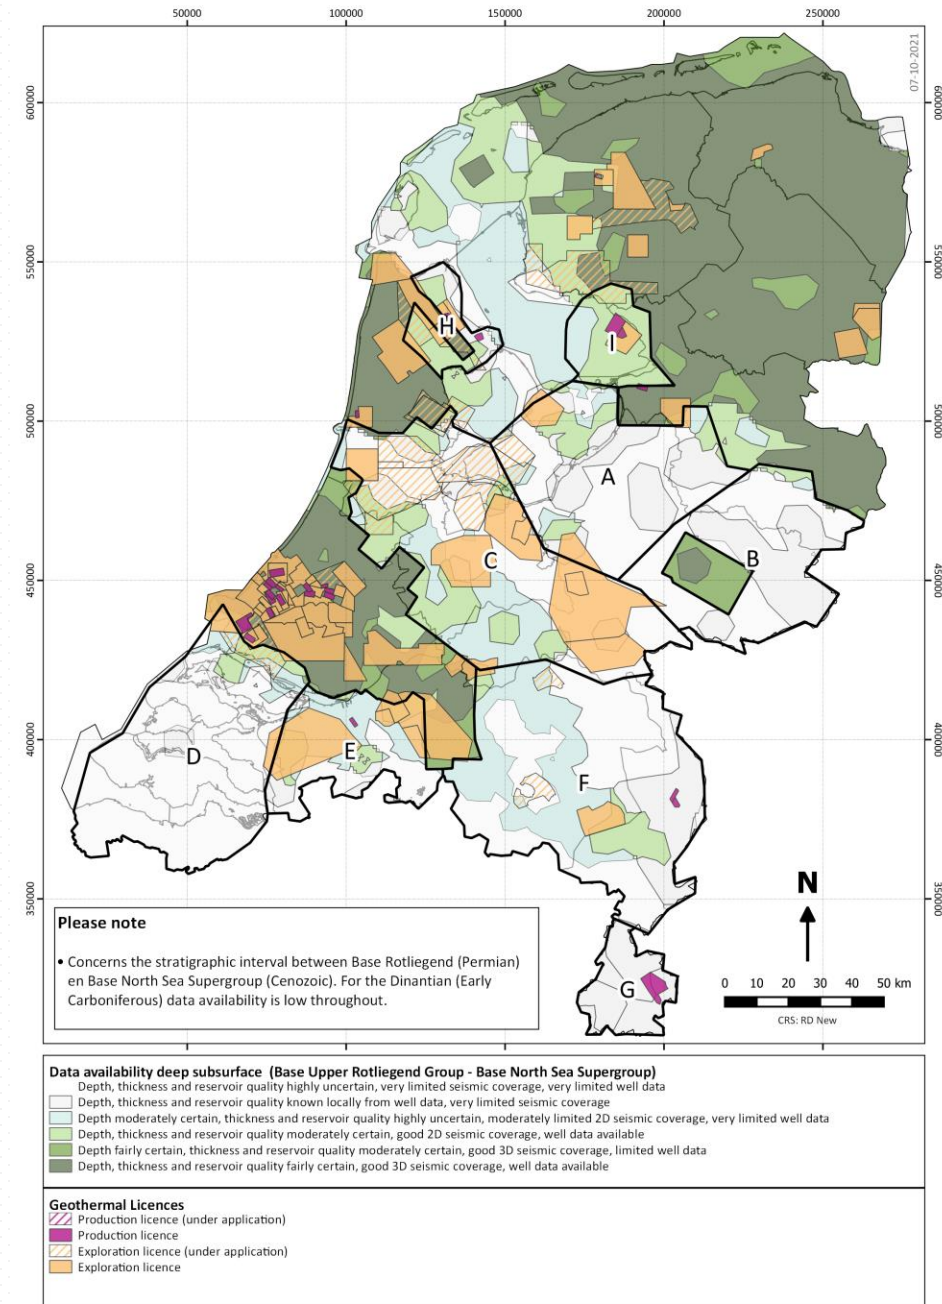 50000 100000 150000 200000 250000
07-10-2021
600000 600000
550000 550000
H
I
500000 500000
A
B
C
450000 450000
D
E
F
400000 400000
350000 350000
N
G
Please note
• Concerns the stratigraphic interval between Base Rotliegend (Permian)
en Base North Sea Supergroup (Cenozoic). For the Dinantian (Early
Carboniferous) data availability is low throughout.
0 10 20 30 40 50 km
CRS: RD New
Data availability deep subsurface (Base Upper Rotliegend Group - Base North Sea Supergroup)
Depth, thickness and reservoir quality highly uncertain, very limited seismic coverage, very limited well data
Depth, thickness and reservoir quality known locally from well data, very limited seismic coverage
Depth moderately certain, thickness and reservoir quality highly uncertain, moderately limited 2D seismic coverage, very limited well data
Depth, thickness and reservoir quality moderately certain, good 2D seismic coverage, well data available
Depth fairly certain, thickness and reservoir quality moderately certain, good 3D seismic coverage, limited well data
Depth, thickness and reservoir quality fairly certain, good 3D seismic coverage, well data available
Geothermal Licences
Production licence (under application)
Production licence
Exploration licence (under application)
Exploration licence